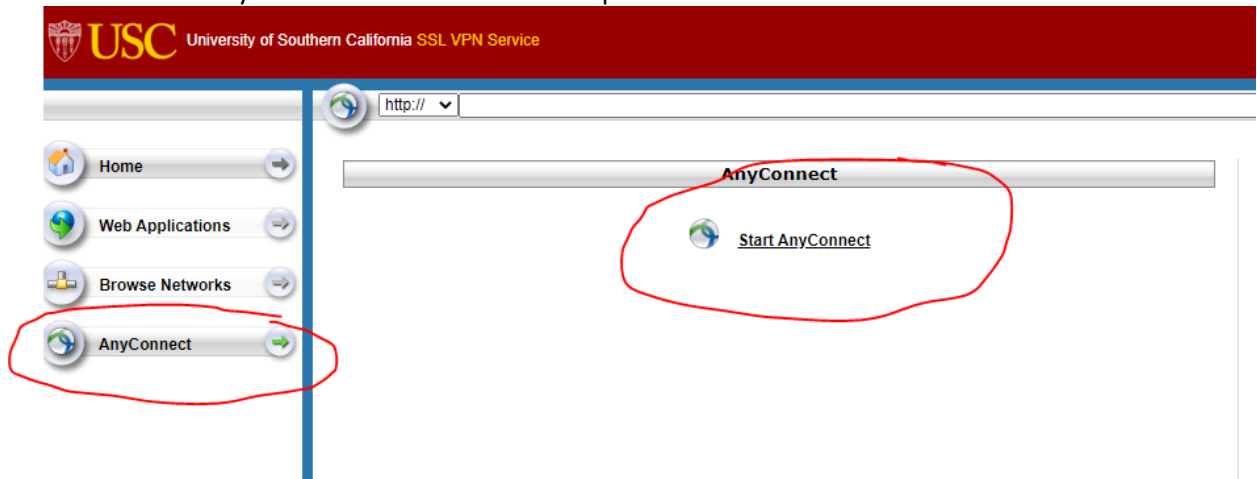 USC University of Southern California SSL VPN Service
http://
Home
AnyConnect
Web Applications
Start AnyConnect
Browse Networks
AnyConnect